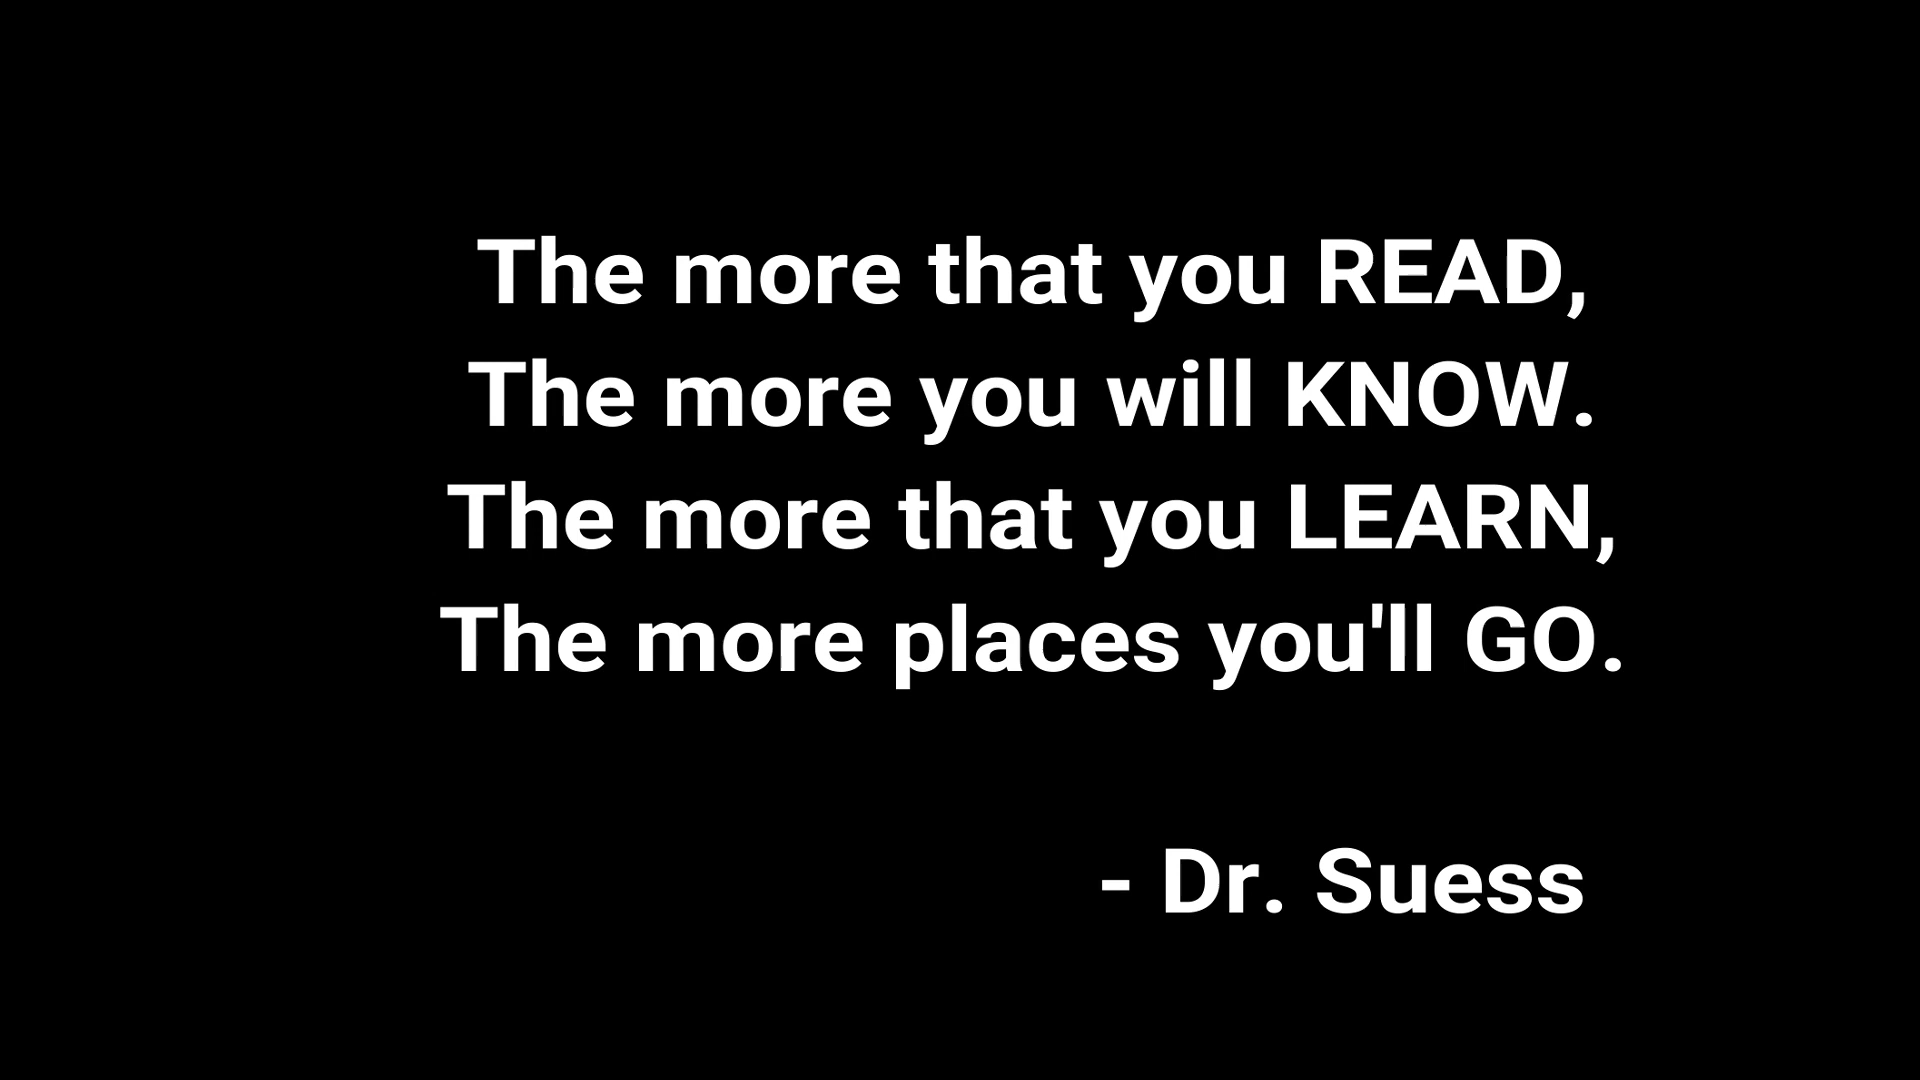 The more that you READ,
The more you will KNOW.
The more that you LEARN,
The more places you'll GO.
- Dr. Suess